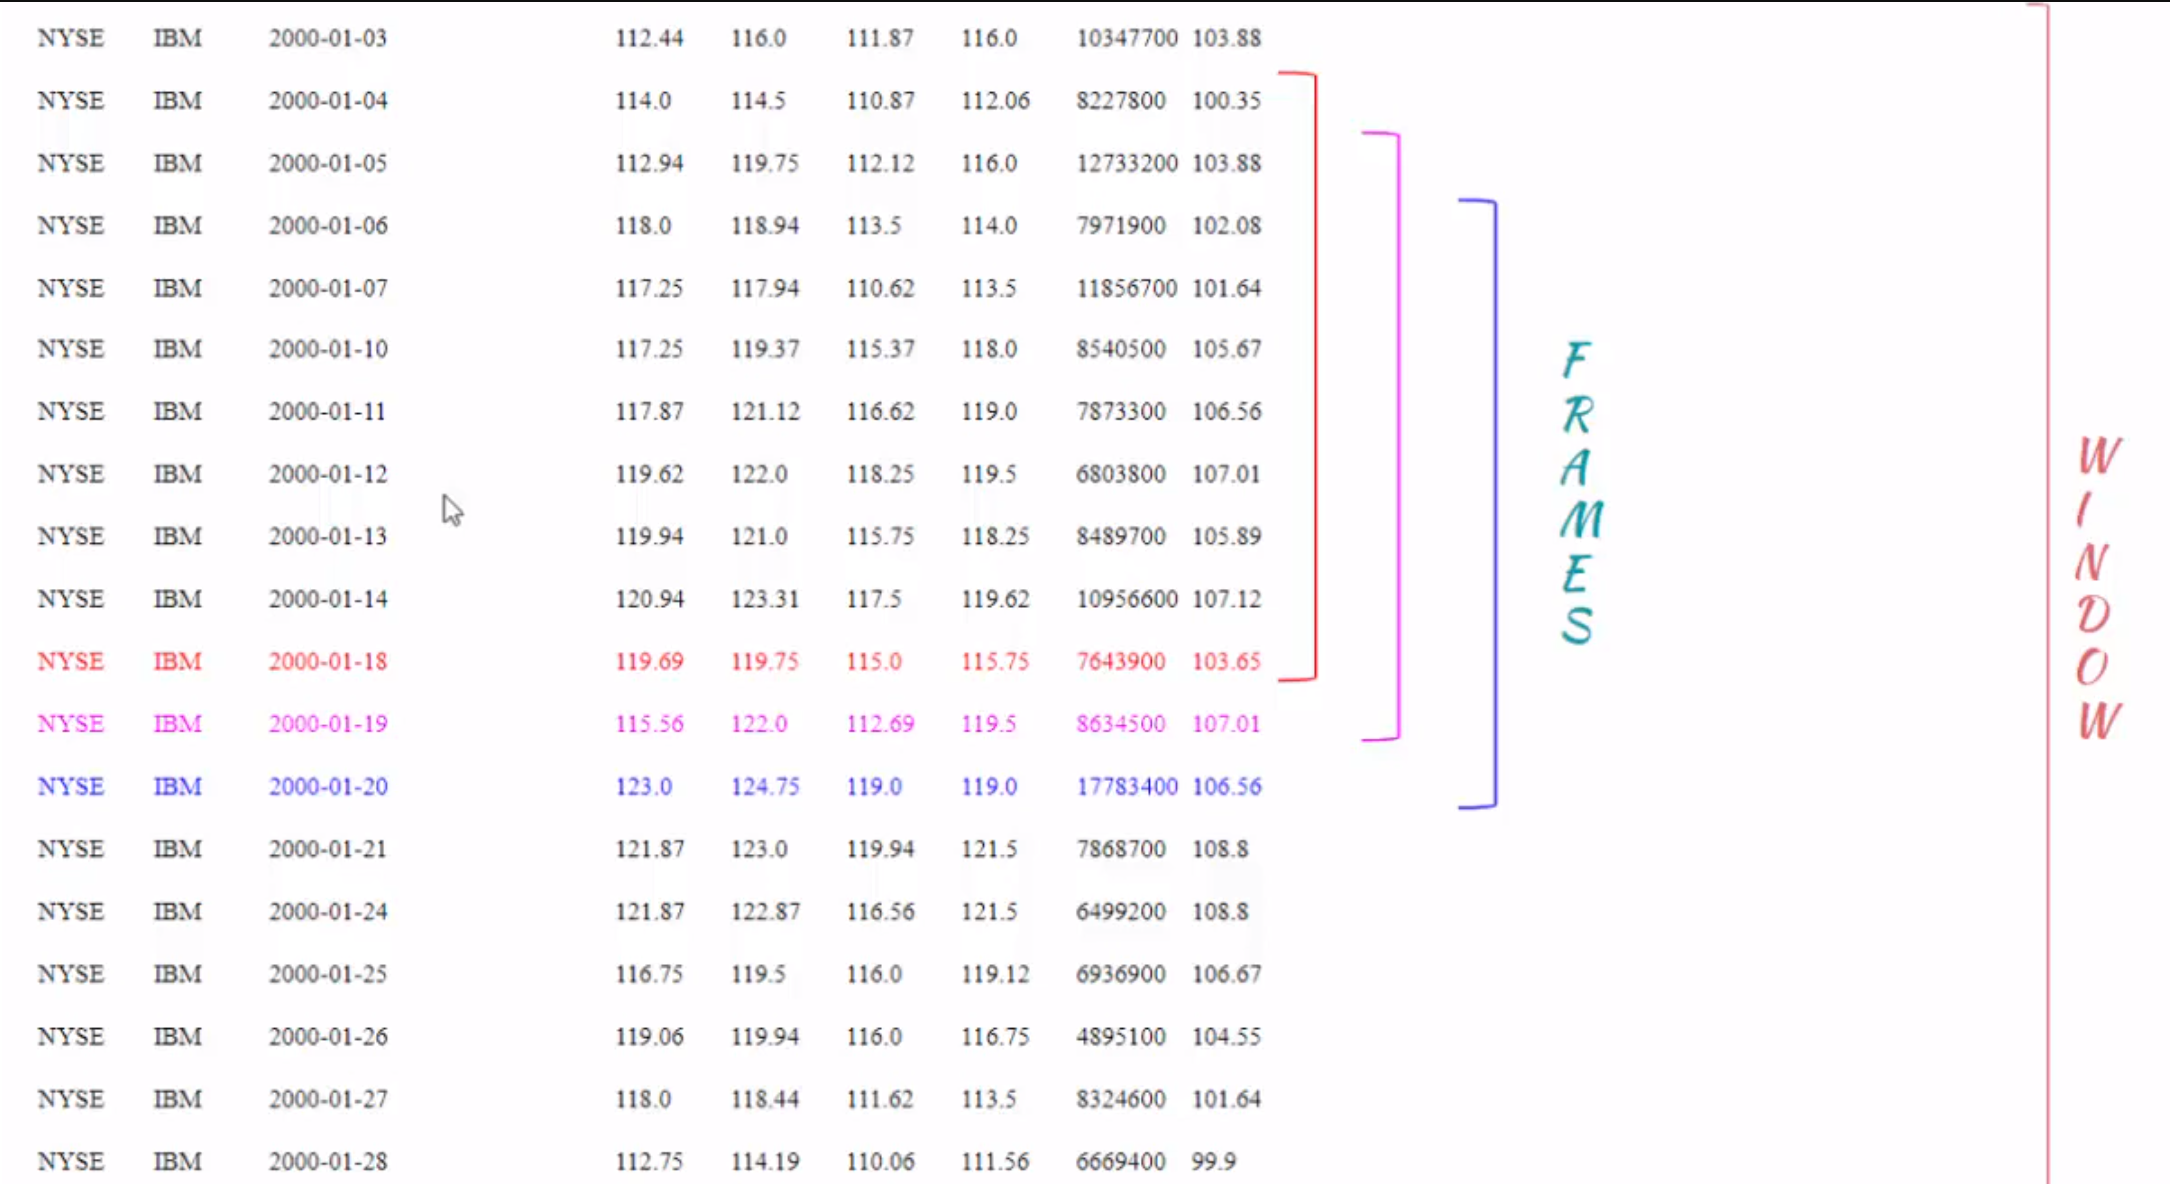 NYSE IBM 2000-01-03 112.44 116.0 111.87 116.0 10347700 103.88
NYSE IBM 2000-01-04 114.0 114.5 110.87 112.06 8227800 100.35
NYSE IBM 2000-01-05 112.94 119.75 112.12 116.0 12733200 103.88
NYSE IBM 2000-01-06 118.0 118.94 113.5 114.0 7971900 102.08
NYSE IBM 2000-01-07 117.25 117.94 110.62 113.5 11856700 101.64
NYSE IBM 2000-01-10 117.25 119.37 115.37 118.0 8540500 105.67
NYSE IBM 2000-01-11 117.87 121.12 116.62 119.0 7873300 106.56
NYSE IBM 2000-01-12 119.62 122.0 118.25 119.5 6803800 107.01
NYSE IBM 2000-01-13 119.94 121.0 115.75 118.25 8489700 105.89
NYSE IBM 2000-01-14 120.94 123.31 117.5 119.62 10956600 107.12
NYSE IBM 2000-01-18 119.69 119.75 115.0 115.75 7643900 103.65
NYSE IBM 2000-01-19 115.56 122.0 112.69 119.5 8634500 107.01
NYSE IBM 2000-01-20 123.0 124.75 119.0 119.0 17783400 106.56
NYSE IBM 2000-01-21 121.87 123.0 119.94 121.5 7868700 108.8
NYSE IBM 2000-01-24 121.87 122.87 116.56 121.5 6499200 108.8
NYSE IBM 2000-01-25 116.75 119.5 116.0 119.12 6936900 106.67
NYSE IBM 2000-01-26 119.06 119.94 116.0 116.75 4895100 104.55
NYSE IBM 2000-01-27 118.0 118.44 111.62 113.5 8324600 101.64
NYSE IBM 2000-01-28 112.75 114.19 110.06 111.56 6669400 99.9
FRAMES
WINDOW